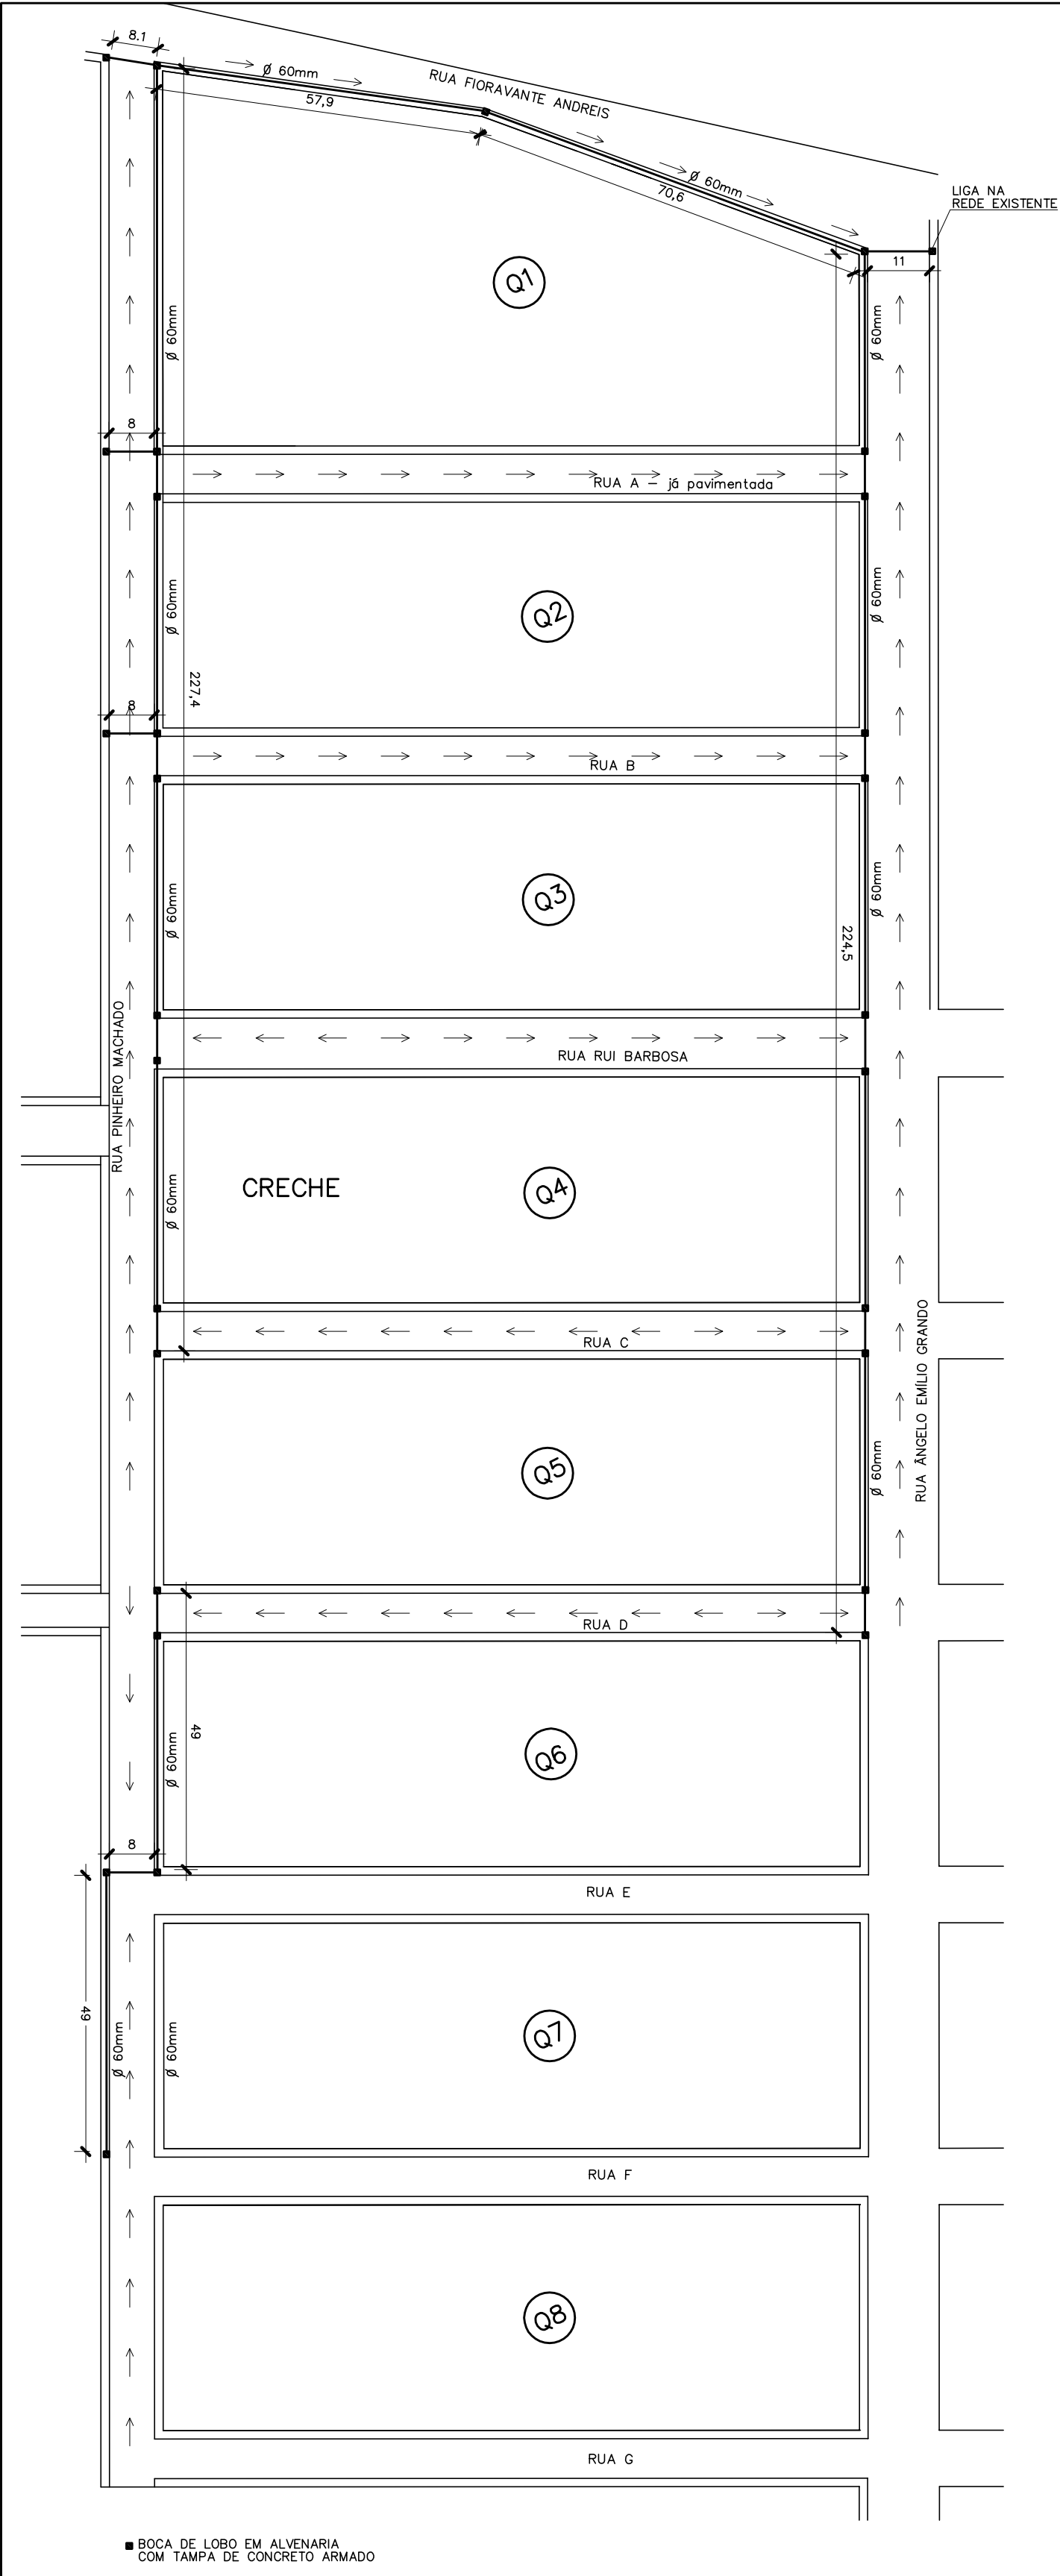 8.1
Ø 60mm
57,9
RUA FIORAVANTE ANDREIS
Ø 60mm
70,6
LIGA NA
REDE EXISTENTE
11
Q1
Ø 60mm
Ø 60mm
8
RUA A – já pavimentada
Ø 60mm
Q2
Ø 60mm
227,4
8
RUA B
Ø 60mm
Q3
Ø 60mm
224,5
RUA PINHEIRO MACHADO
RUA RUI BARBOSA
Ø 60mm
CRECHE
Q4
RUA C
RUA ÂNGELO EMÍLIO GRANDO
Q5
Ø 60mm
RUA D
Ø 60mm
49
Q6
8
RUA E
49
Ø 60mm
Ø 60mm
Q7
RUA F
Q8
RUA G
BOCA DE LOBO EM ALVENARIA
COM TAMPA DE CONCRETO ARMADO